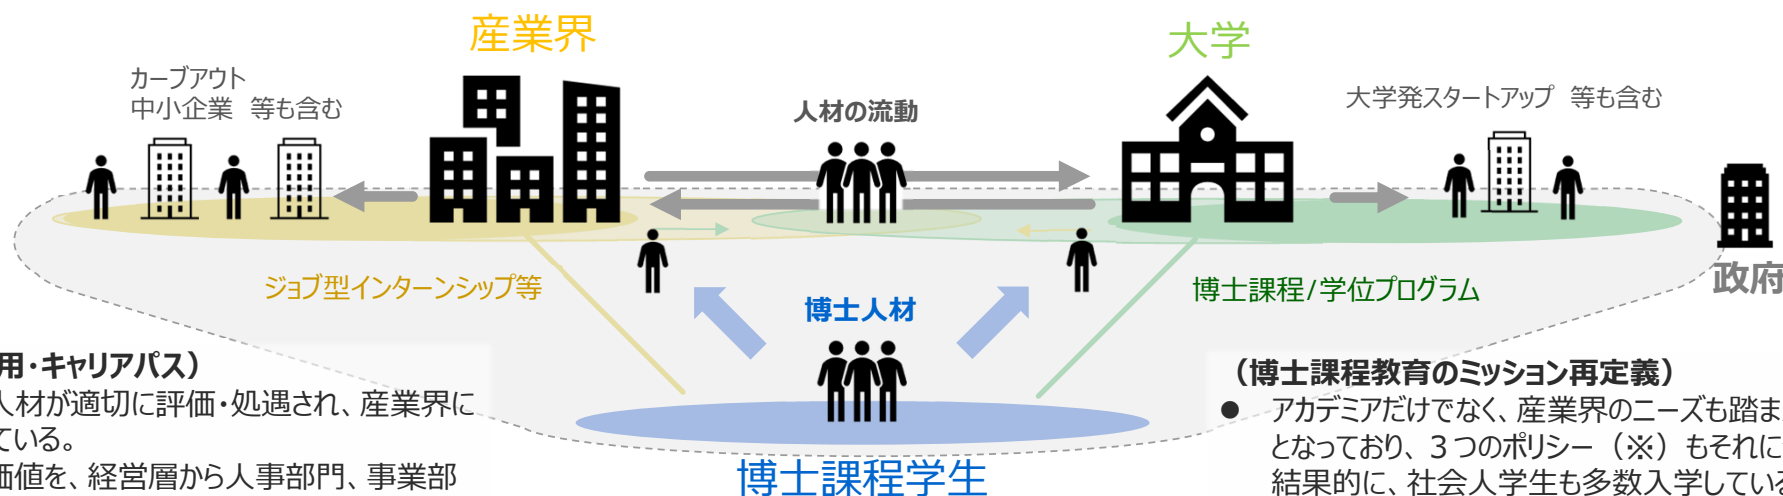 産業界
大学
カーブアウト
中小企業 等も含む
人材の流動
大学発スタートアップ 等も含む
政府
ジョブ型インターンシップ等
博士課程/学位プログラム
博士人材
用・キャリアパス）
人材が適切に評価・処遇され、産業界に
ている。
価値を、経営層から人事部門、事業部
博士課程学生
（博士課程教育のミッション再定義）
● アカデミアだけでなく、産業界のニーズも踏ま
となっており、３つのポリシー（※）もそれに
結果的に、社会人学生も多数入学している